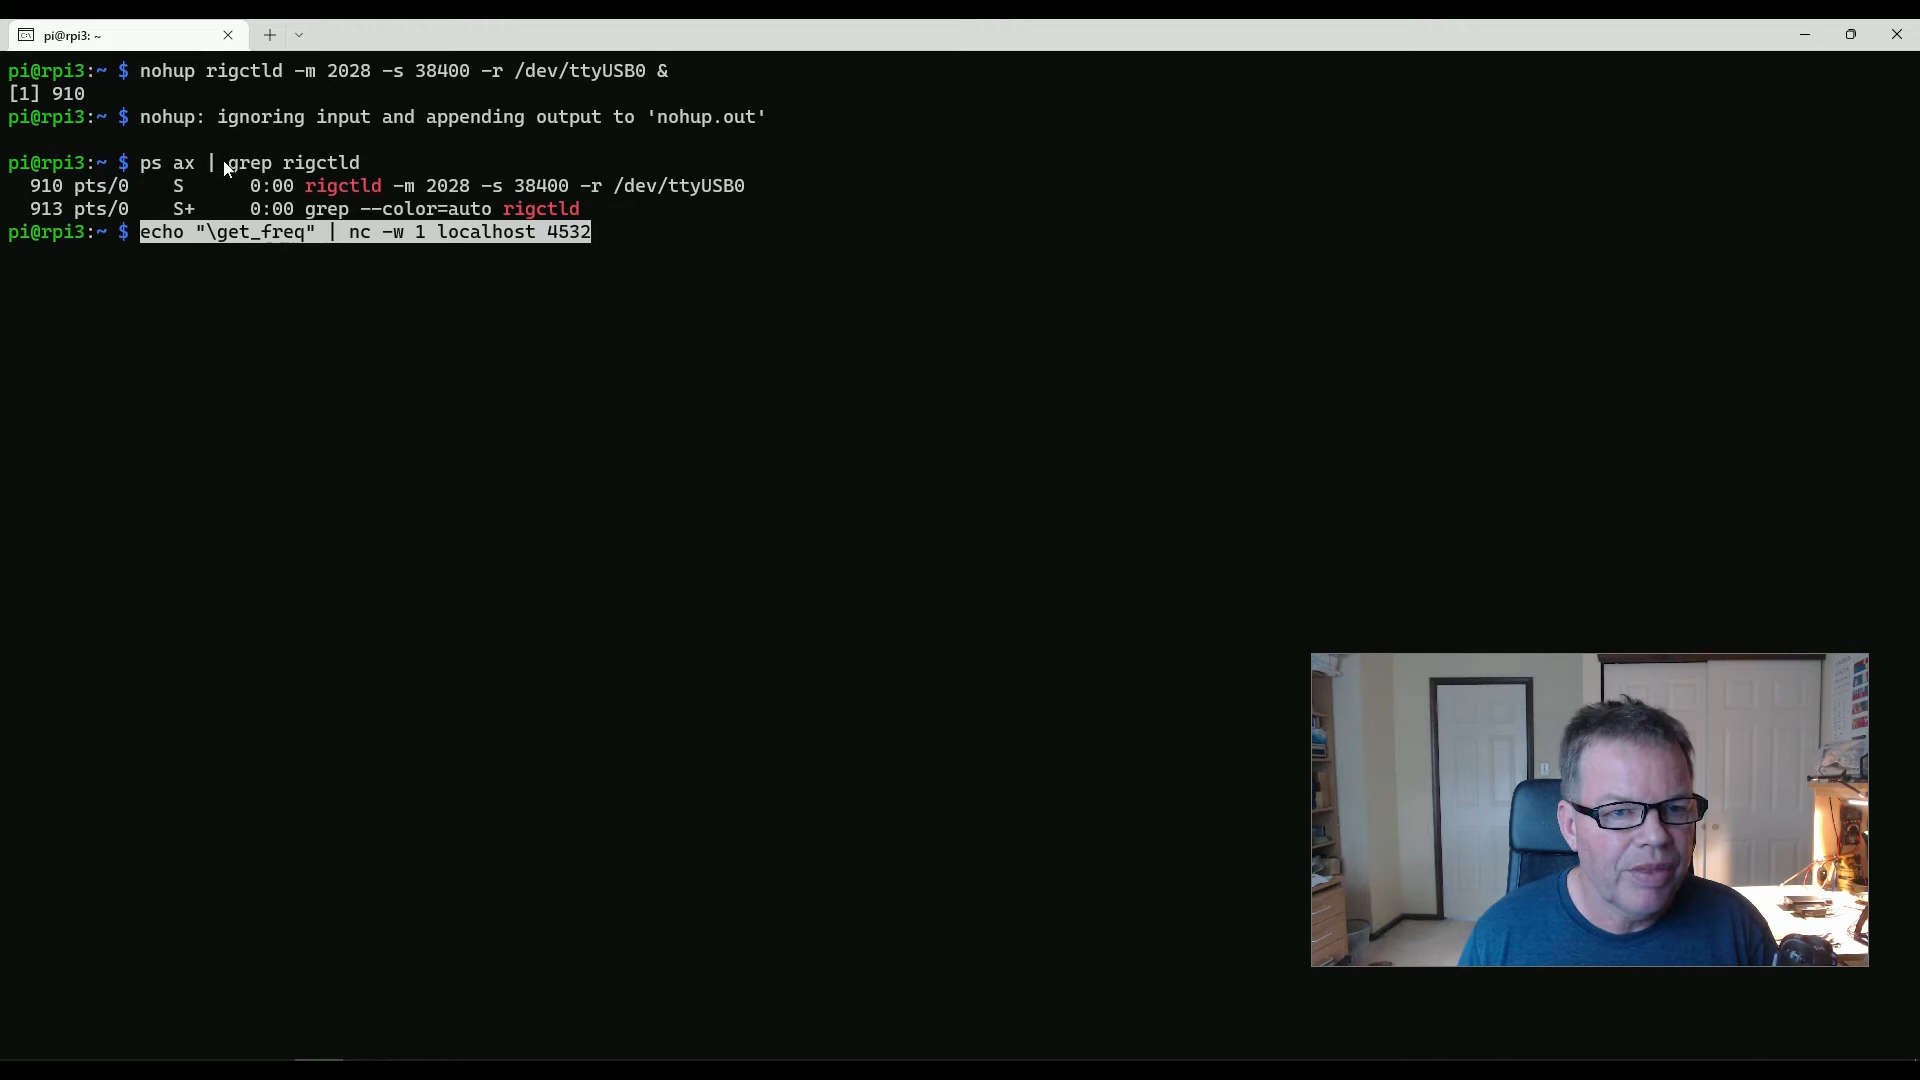 pi@rpi3: ~
pi@rpi3:~ $ nohup rigctld -m 2028 -s 38400 -r /dev/ttyUSB0 &
[1] 910
pi@rpi3:~ $ nohup: ignoring input and appending output to 'nohup.out'
pi@rpi3:~ $ ps ax | grep rigctld
910 pts/0    S      0:00 rigctld -m 2028 -s 38400 -r /dev/ttyUSB0
913 pts/0    S+     0:00 grep --color=auto rigctld
pi@rpi3:~ $ echo "\get_freq" | nc -w 1 localhost 4532